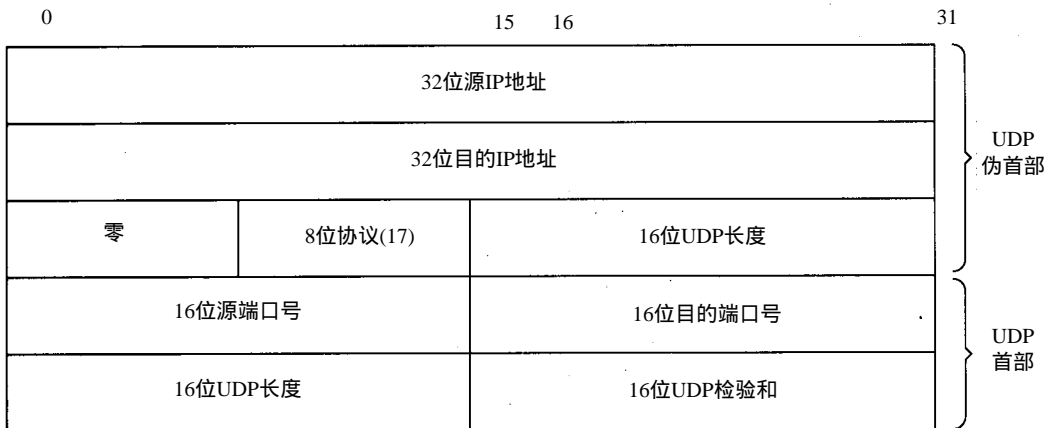 0 15 16 31
32位源IP地址
32位目的IP地址
UDP
伪首部
零 8位协议(17) 16位UDP长度
16位源端口号 16位目的端口号
UDP
首部
16位UDP长度 16位UDP检验和